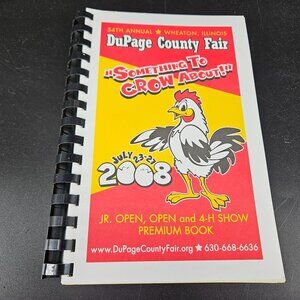 54TH ANNUAL ★ WHEATON, ILLINOIS
DuPage County Fair
"SOMETHING TO
CROW ABOUT!"
JULY 23-27
2008
JR. OPEN, OPEN and 4-H SHOW
PREMIUM BOOK
www.DuPageCountyFair.org ★ 630-668-6636